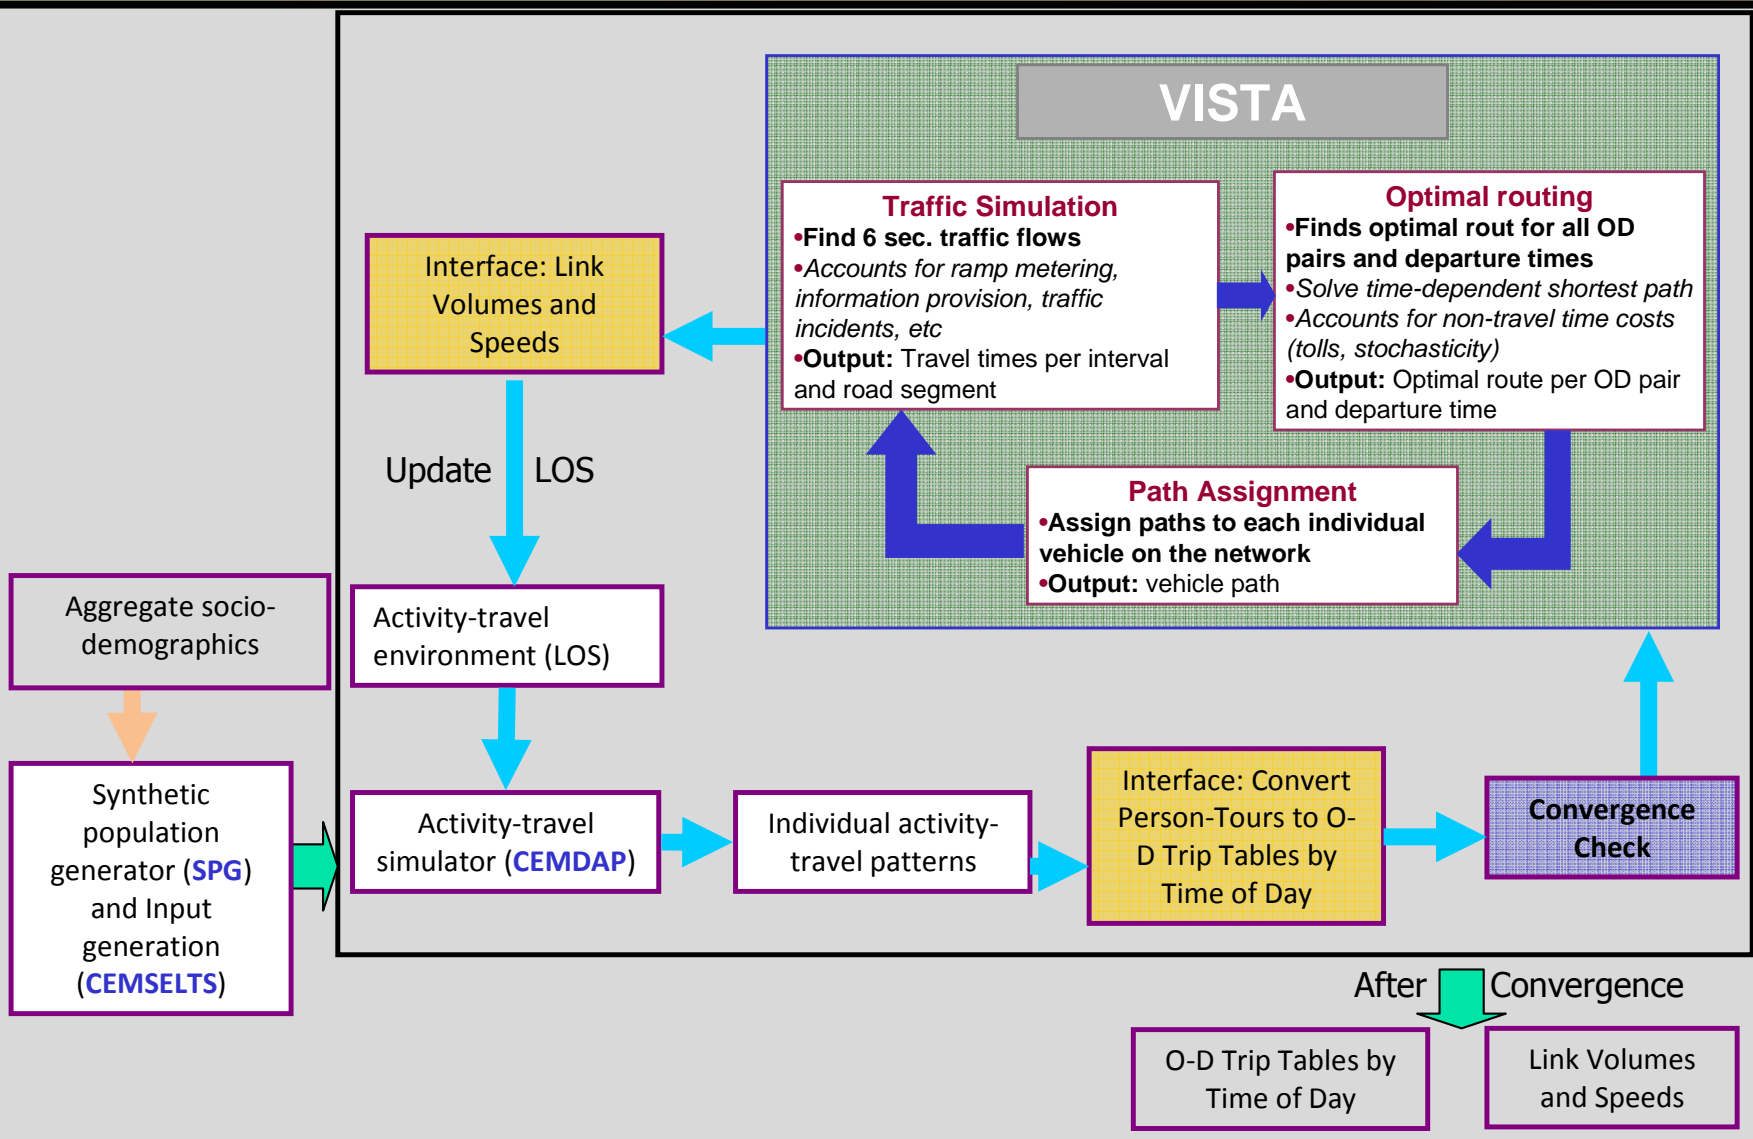 VISTA
Traffic Simulation
•Find 6 sec. traffic flows
•Accounts for ramp metering,
information provision, traffic
incidents, etc
•Output: Travel times per interval
and road segment
Optimal routing
•Finds optimal rout for all OD
pairs and departure times
•Solve time-dependent shortest path
•Accounts for non-travel time costs
(tolls, stochasticity)
•Output: Optimal route per OD pair
and departure time
Path Assignment
•Assign paths to each individual
vehicle on the network
•Output: vehicle path
Interface: Link
Volumes and
Speeds
Update LOS
Activity-travel
environment (LOS)
Aggregate socio-
demographics
Synthetic
population
generator (SPG)
and Input
generation
(CEMSELTS)
Activity-travel
simulator (CEMDAP)
Individual activity-
travel patterns
Interface: Convert
Person-Tours to O-
D Trip Tables by
Time of Day
Convergence
Check
After Convergence
O-D Trip Tables by
Time of Day
Link Volumes
and Speeds